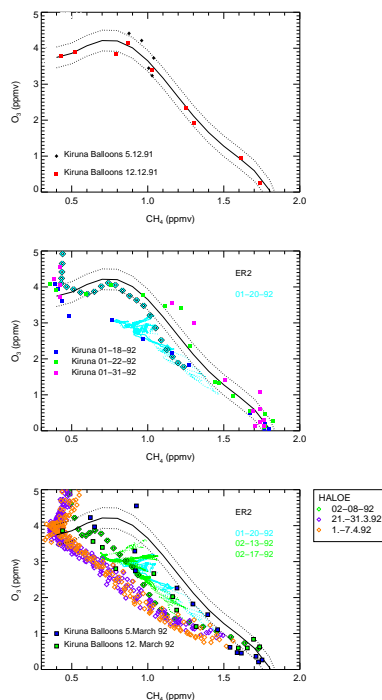 5
4
3
2
1
0
O3 (ppmv)
Kiruna Balloons 5.12.91
Kiruna Balloons 12.12.91
0.5 1.0 1.5 2.0
CH4 (ppmv)
5
4
3
2
1
0
O3 (ppmv)
ER2
01-20-92
Kiruna 01-18-92
Kiruna 01-22-92
Kiruna 01-31-92
0.5 1.0 1.5 2.0
CH4 (ppmv)
5
4
3
2
1
0
O3 (ppmv)
ER2
01-20-92
02-13-92
02-17-92
Kiruna Balloons 5.March 92
Kiruna Balloons 12. March 92
0.5 1.0 1.5 2.0
CH4 (ppmv)
HALOE
02-08-92
21.-31.3.92
1.-7.4.92